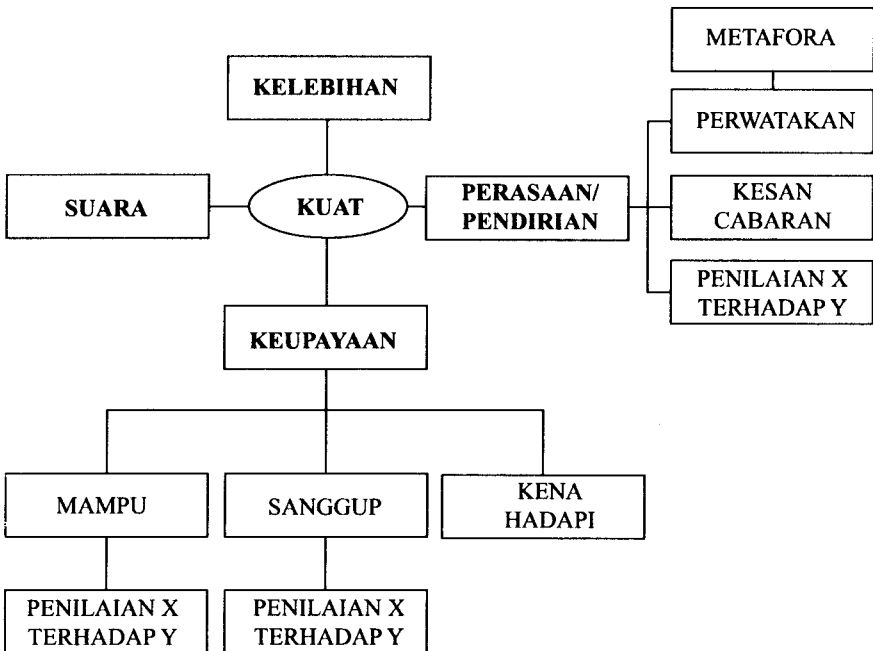 METAFORA
KELEBIHAN
PERWATAKAN
SUARA
KUAT
PERASAAN/
PENDIRIAN
KESAN
CABARAN
PENILAIAN X
TERHADAP Y
KEUPAYAAN
MAMPU
SANGGUP
KENA
HADAPI
PENILAIAN X
TERHADAP Y
PENILAIAN X
TERHADAP Y